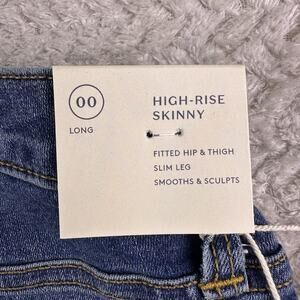 00
LONG
HIGH-RISE
SKINNY
FITTED HIP & THIGH
SLIM LEG
SMOOTHS & SCULPTS